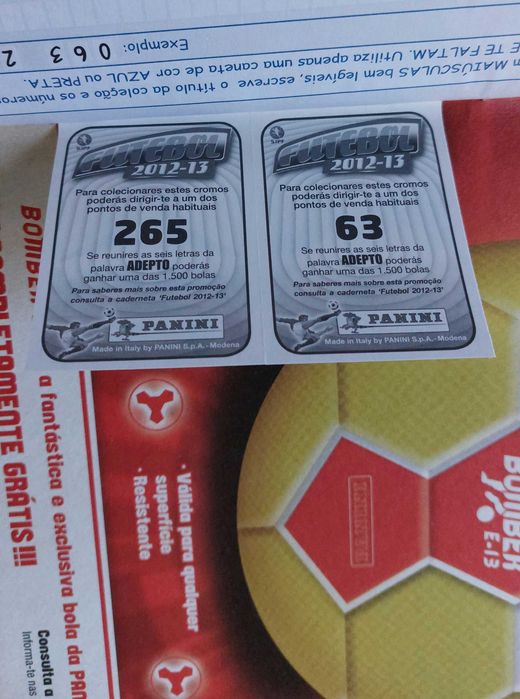 m MAIÚSCULAS bem legíveis, escreve o título da coleção e os números
E TE FALTAM. Utiliza apenas uma caneta de cor AZUL ou PRETA.
Exemplo: 0 6 3 2
FUTEBOL
2012-13
Para colecionares estes cromos
poderás dirigir-te a um dos
pontos de venda habituais
265
Se reunires as seis letras da
palavra ADEPTO poderás
ganhar uma das 1.500 bolas
Para saberes mais sobre esta promoção
consulta a caderneta 'Futebol 2012-13'
PANINI
Made in Italy by PANINI S.p.A.-Modena
FUTEBOL
2012-13
Para colecionares estes cromos
poderás dirigir-te a um dos
pontos de venda habituais
63
Se reunires as seis letras da
palavra ADEPTO poderás
ganhar uma das 1.500 bolas
Para saberes mais sobre esta promoção
consulta a caderneta 'Futebol 2012-13'
PANINI
Made in Italy by PANINI S.p.A.-Modena
BOMBER
OMPLETAMENTE GRÁTIS!!!
a fantástica e exclusiva bola da PAN
Consulta a
Informa-te nas
· Válida para qualquer
superfície
· Resistente
BOMBER
E-13